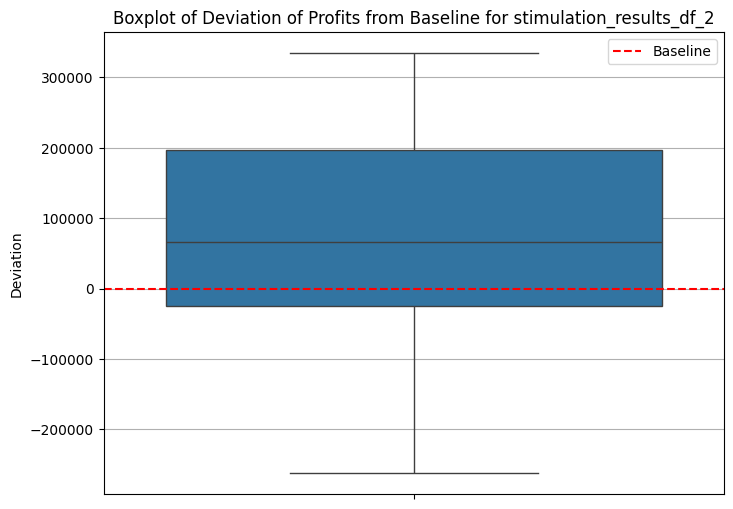 Boxplot of Deviation of Profits from Baseline for stimulation_results_df_2
Baseline
300000
200000
100000
0
−100000
−200000
Deviation